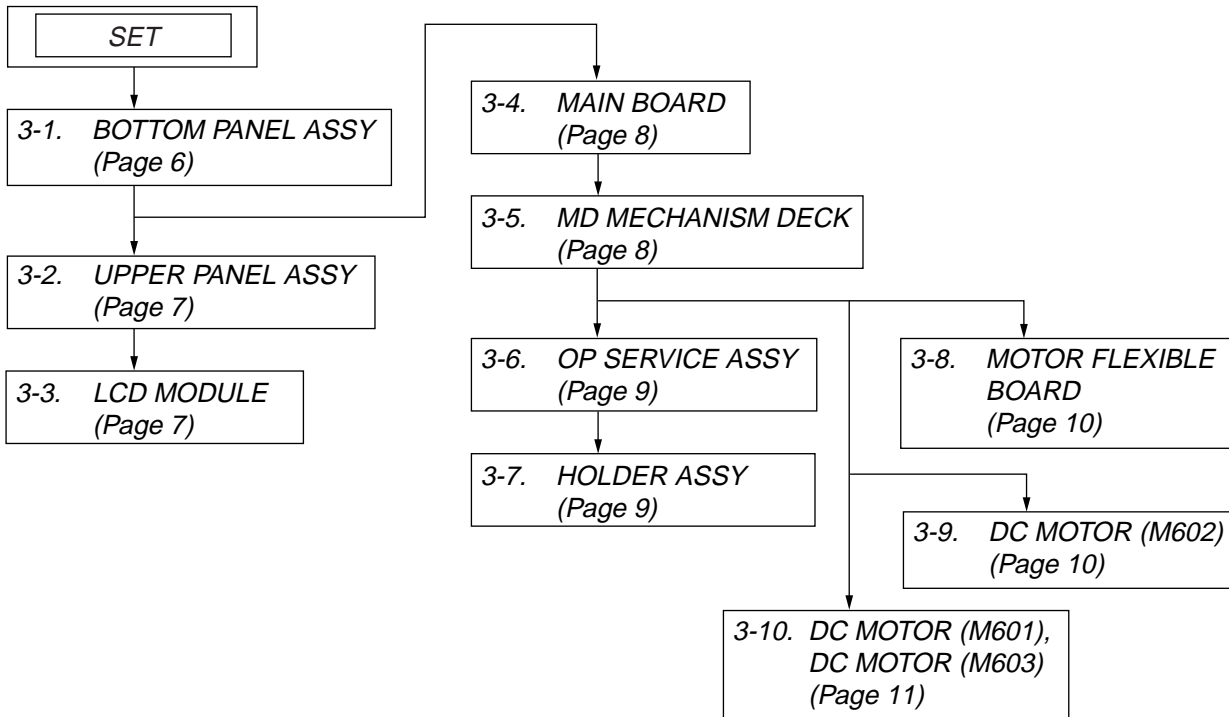 SET
3-1. BOTTOM PANEL ASSY
(Page 6)
3-2. UPPER PANEL ASSY
(Page 7)
3-3. LCD MODULE
(Page 7)
3-4. MAIN BOARD
(Page 8)
3-5. MD MECHANISM DECK
(Page 8)
3-6. OP SERVICE ASSY
(Page 9)
3-7. HOLDER ASSY
(Page 9)
3-8. MOTOR FLEXIBLE
BOARD
(Page 10)
3-9. DC MOTOR (M602)
(Page 10)
3-10. DC MOTOR (M601),
DC MOTOR (M603)
(Page 11)